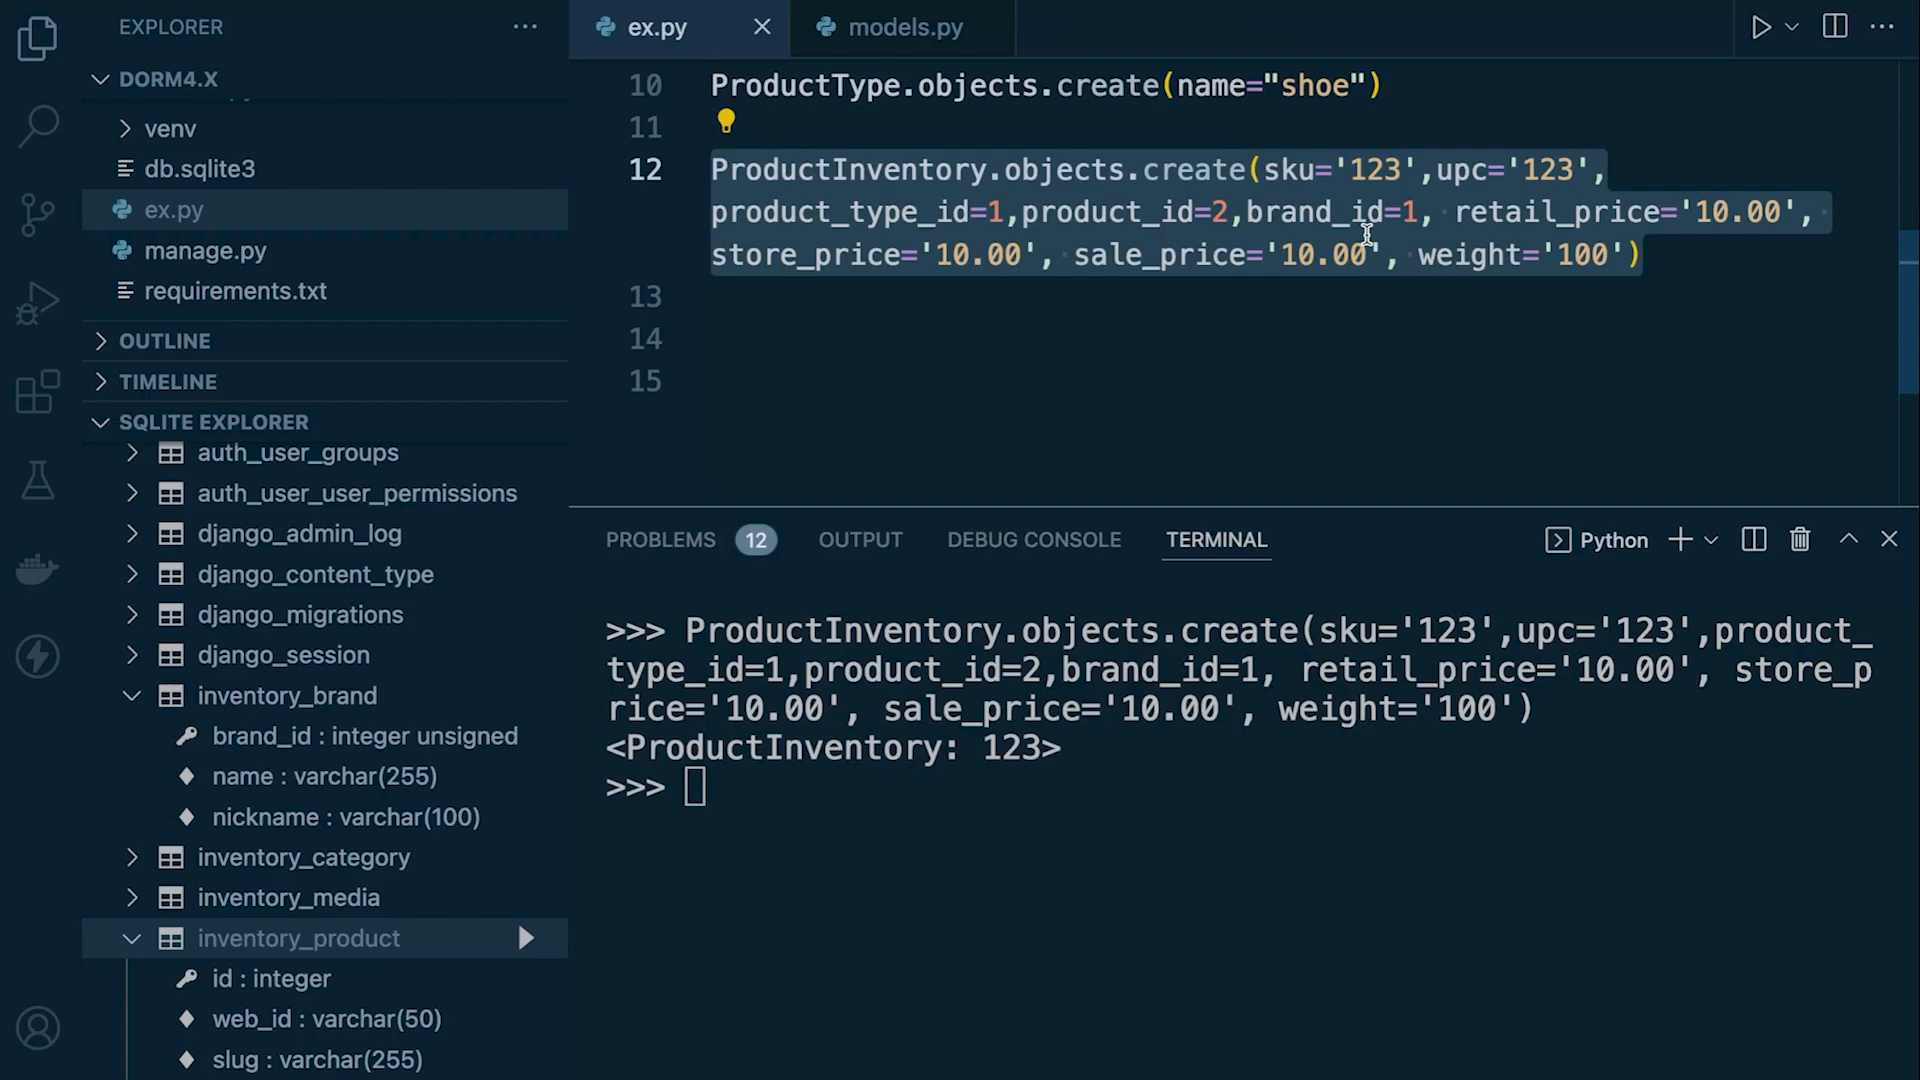 EXPLORER
DORM4.X
venv
db.sqlite3
ex.py
manage.py
requirements.txt
OUTLINE
TIMELINE
SQLITE EXPLORER
auth_user_groups
auth_user_user_permissions
django_admin_log
django_content_type
django_migrations
django_session
inventory_brand
brand_id : integer unsigned
name : varchar(255)
nickname : varchar(100)
inventory_category
inventory_media
inventory_product
id : integer
web_id : varchar(50)
slug : varchar(255)
ex.py
models.py
10 ProductType.objects.create(name="shoe")
11
12 ProductInventory.objects.create(sku='123',upc='123',
product_type_id=1,product_id=2,brand_id=1, retail_price='10.00',
store_price='10.00', sale_price='10.00', weight='100')
13
14
15
PROBLEMS 12 OUTPUT DEBUG CONSOLE TERMINAL Python
>>> ProductInventory.objects.create(sku='123',upc='123',product_
type_id=1,product_id=2,brand_id=1, retail_price='10.00', store_p
rice='10.00', sale_price='10.00', weight='100')
<ProductInventory: 123>
>>>